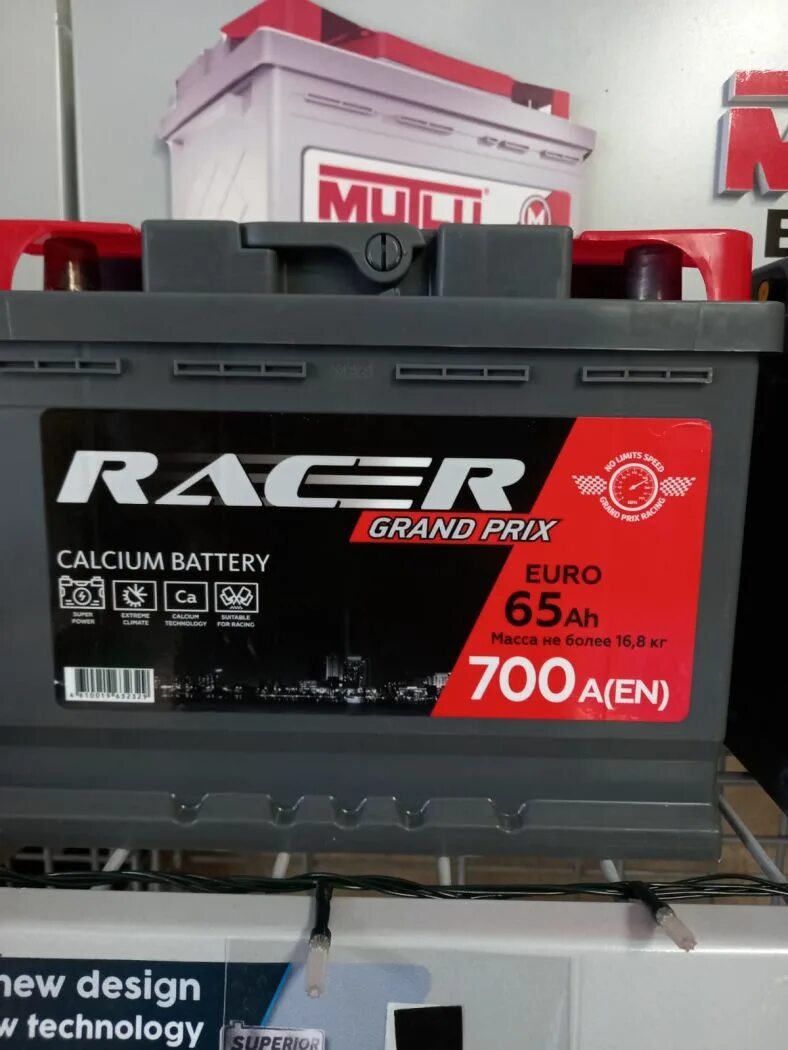 MUTLU
M
RACER
GRAND PRIX
NO LIMITS SPEED
GRAND PRIX RACING
CALCIUM BATTERY
SUPER POWER
EXTREME CLIMATE
Ca
CALCIUM TECHNOLOGY
SUITABLE FOR RACING
EURO
65Ah
Масса не более 16,8 кг
700 A(EN)
new design
technology
SUPERIOR